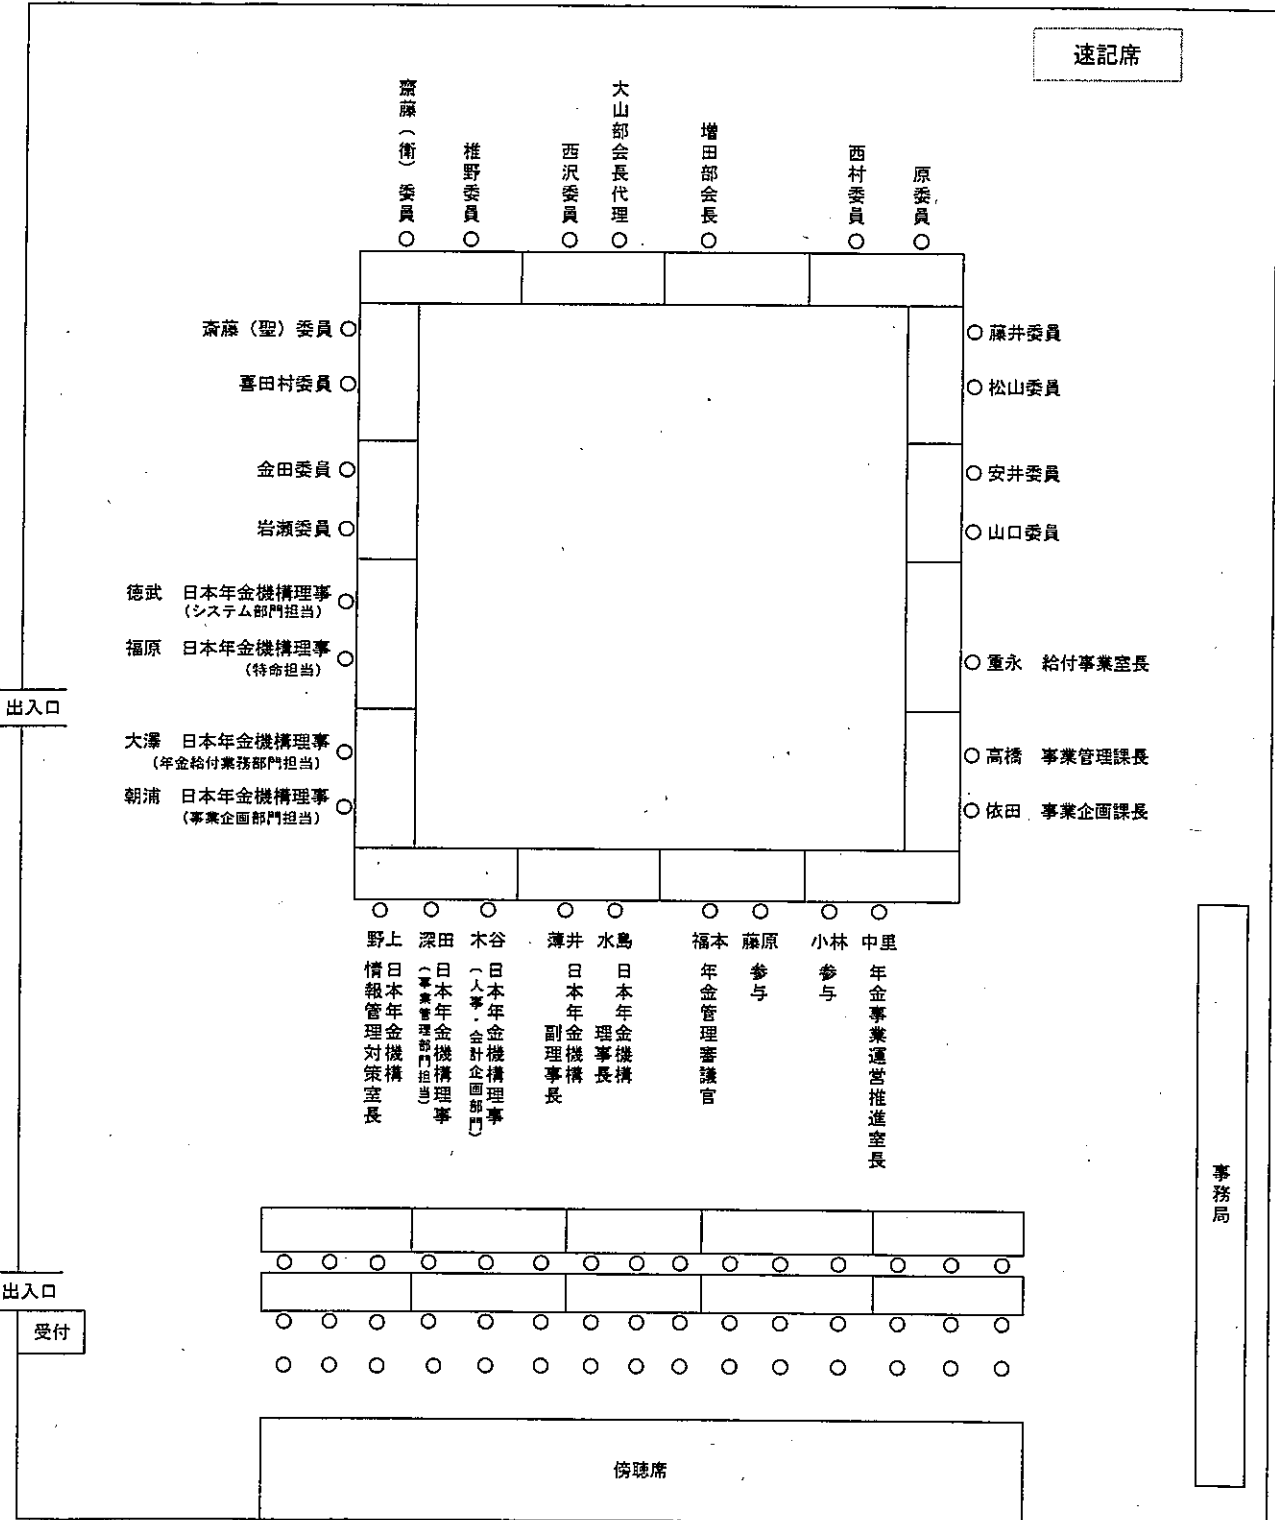 速記席
齋藤（衛）委員
椎野委員
西沢委員
大山部会長代理
増田部会長
西村委員
原委員
斎藤（聖）委員
喜田村委員
金田委員
岩瀬委員
徳武　日本年金機構理事
（システム部門担当）
福原　日本年金機構理事
（特命担当）
大澤　日本年金機構理事
（年金給付業務部門担当）
朝浦　日本年金機構理事
（事業企画部門担当）
藤井委員
松山委員
安井委員
山口委員
重永　給付事業室長
高橋　事業管理課長
依田　事業企画課長
出入口
野上　日本年金機構
情報管理対策室長
深田　日本年金機構理事
（事業管理部門担当）
木谷　日本年金機構理事
（人事・会計企画部門）
薄井　日本年金機構
副理事長
水島　日本年金機構
理事長
福本　年金管理審議官
藤原　参与
小林　参与
中里　年金事業運営推進室長
事務局
出入口
受付
傍聴席